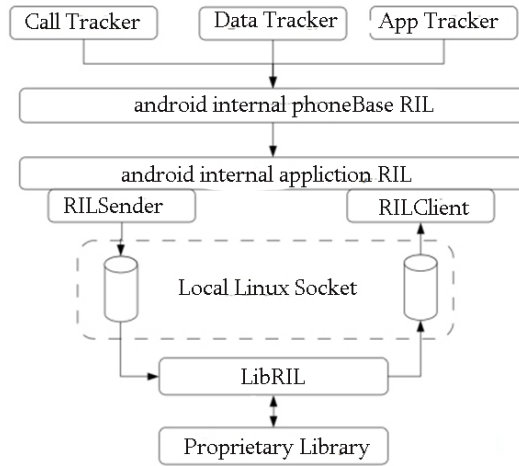 Call Tracker
Data Tracker
App Tracker
android internal phoneBase RIL
android internal appliction RIL
RILSender
RILClient
Local Linux Socket
LibRIL
Proprietary Library